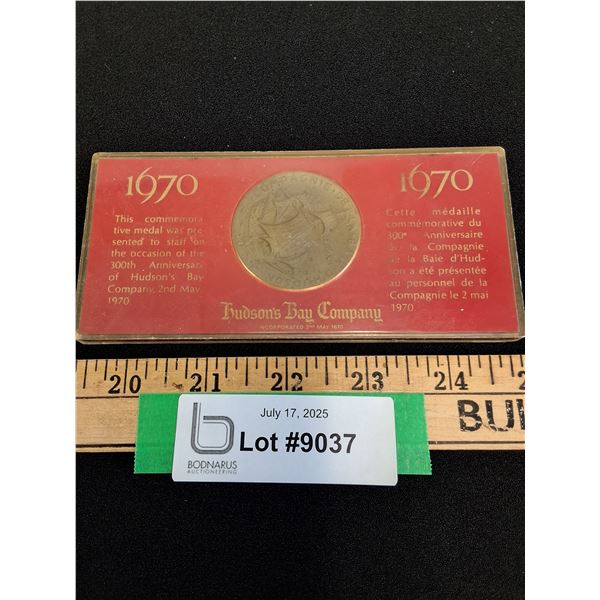 1670
This commemora
tive medal was pre
sented to staff on
the occasion of the
300th Anniversary
of Hudson's Bay
Company, 2nd May,
1970.
1670
Cette médaille
commémorative du
300e Anniversaire
de la Compagnie
de la Baie d'Hud-
son a été présentée
au personnel de la
Compagnie le 2 mai
1970.
Hudson's Bay Company
INCORPORATED 2ND MAY 1670
20 21 22 23 24
BU
July 17, 2025
Lot #9037
b
BODNARUS
AUCTIONEERING